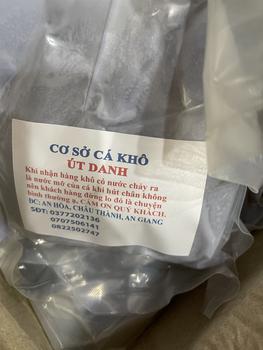 CƠ SỞ CÁ KHÔ
ÚT DANH
Khi nhận hàng khô có nước chảy ra
là nước mỡ của cá khi hút chân không
nên khách hàng đừng lo đó là chuyện
bình thường ạ, CẢM ƠN QUÝ KHÁCH.
ĐC: AN HÒA, CHÂU THÀNH, AN GIANG
SĐT: 0377202136
0707506141
0822502747